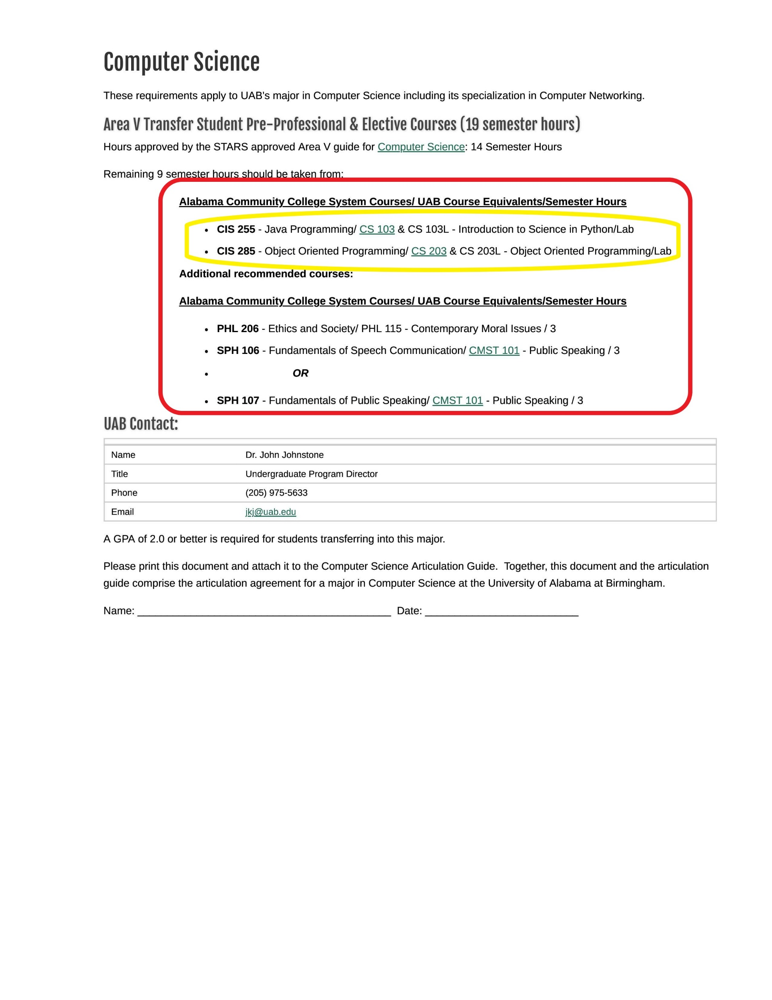 Computer Science
These requirements apply to UAB's major in Computer Science including its specialization in Computer Networking.
Area V Transfer Student Pre-Professional & Elective Courses (19 semester hours)
Hours approved by the STARS approved Area V guide for Computer Science: 14 Semester Hours
Remaining 9 semester hours should be taken from:
Alabama Community College System Courses/ UAB Course Equivalents/Semester Hours
• CIS 255 - Java Programming/ CS 103 & CS 103L - Introduction to Science in Python/Lab
• CIS 285 - Object Oriented Programming/ CS 203 & CS 203L - Object Oriented Programming/Lab
Additional recommended courses:
Alabama Community College System Courses/ UAB Course Equivalents/Semester Hours
• PHL 206 - Ethics and Society/ PHL 115 - Contemporary Moral Issues / 3
• SPH 106 - Fundamentals of Speech Communication/ CMST 101 - Public Speaking / 3
• OR
• SPH 107 - Fundamentals of Public Speaking/ CMST 101 - Public Speaking / 3
UAB Contact:
Name Dr. John Johnstone
Title Undergraduate Program Director
Phone (205) 975-5633
Email jkj@uab.edu
A GPA of 2.0 or better is required for students transferring into this major.
Please print this document and attach it to the Computer Science Articulation Guide.  Together, this document and the articulation
guide comprise the articulation agreement for a major in Computer Science at the University of Alabama at Birmingham.
Name: ____________________ Date: ____________________